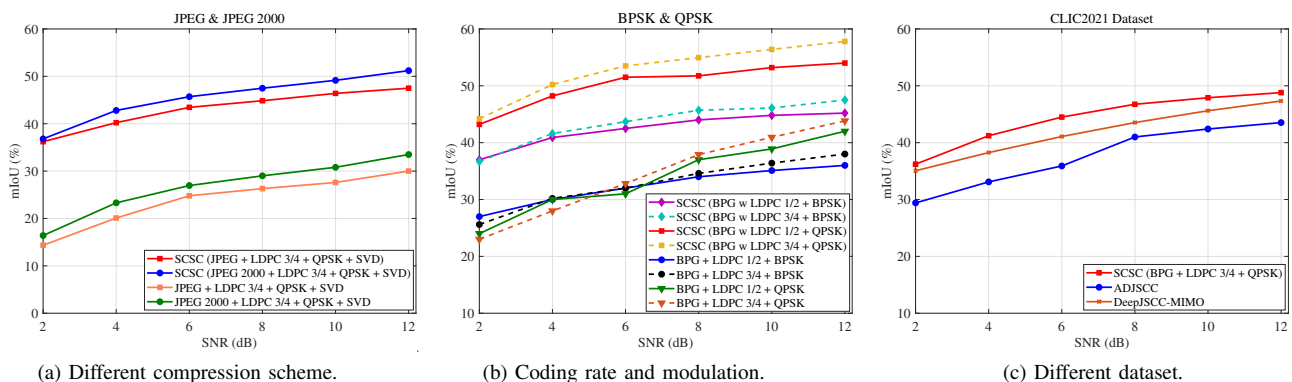 JPEG & JPEG 2000
60
50
40
30
20
10
0
mIoU (%)
SCSC (JPEG + LDPC 3/4 + QPSK + SVD)
SCSC (JPEG 2000 + LDPC 3/4 + QPSK + SVD)
JPEG + LDPC 3/4 + QPSK + SVD
JPEG 2000 + LDPC 3/4 + QPSK + SVD
2 4 6 8 10 12
SNR (dB)
(a) Different compression scheme.
BPSK & QPSK
60
50
40
30
20
10
mIoU (%)
SCSC (BPG w LDPC 1/2 + BPSK)
SCSC (BPG w LDPC 3/4 + BPSK)
SCSC (BPG w LDPC 1/2 + QPSK)
SCSC (BPG w LDPC 3/4 + QPSK)
BPG + LDPC 1/2 + BPSK
BPG + LDPC 3/4 + BPSK
BPG + LDPC 1/2 + QPSK
BPG + LDPC 3/4 + QPSK
2 4 6 8 10 12
SNR (dB)
(b) Coding rate and modulation.
CLIC2021 Dataset
60
50
40
30
20
10
mIoU (%)
SCSC (BPG + LDPC 3/4 + QPSK)
ADJSCC
DeepJSCC-MIMO
2 4 6 8 10 12
SNR (dB)
(c) Different dataset.